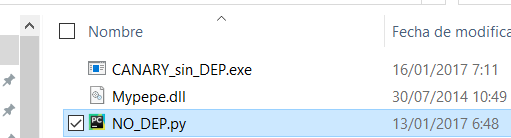 Nombre Fecha de modifica
CANARY_sin_DEP.exe 16/01/2017 7:11
Mypepe.dll 30/07/2014 10:49
NO_DEP.py 13/01/2017 6:48